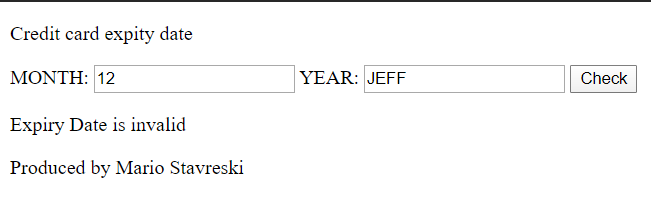 Credit card expity date
MONTH: 12 YEAR: JEFF Check
Expiry Date is invalid
Produced by Mario Stavreski